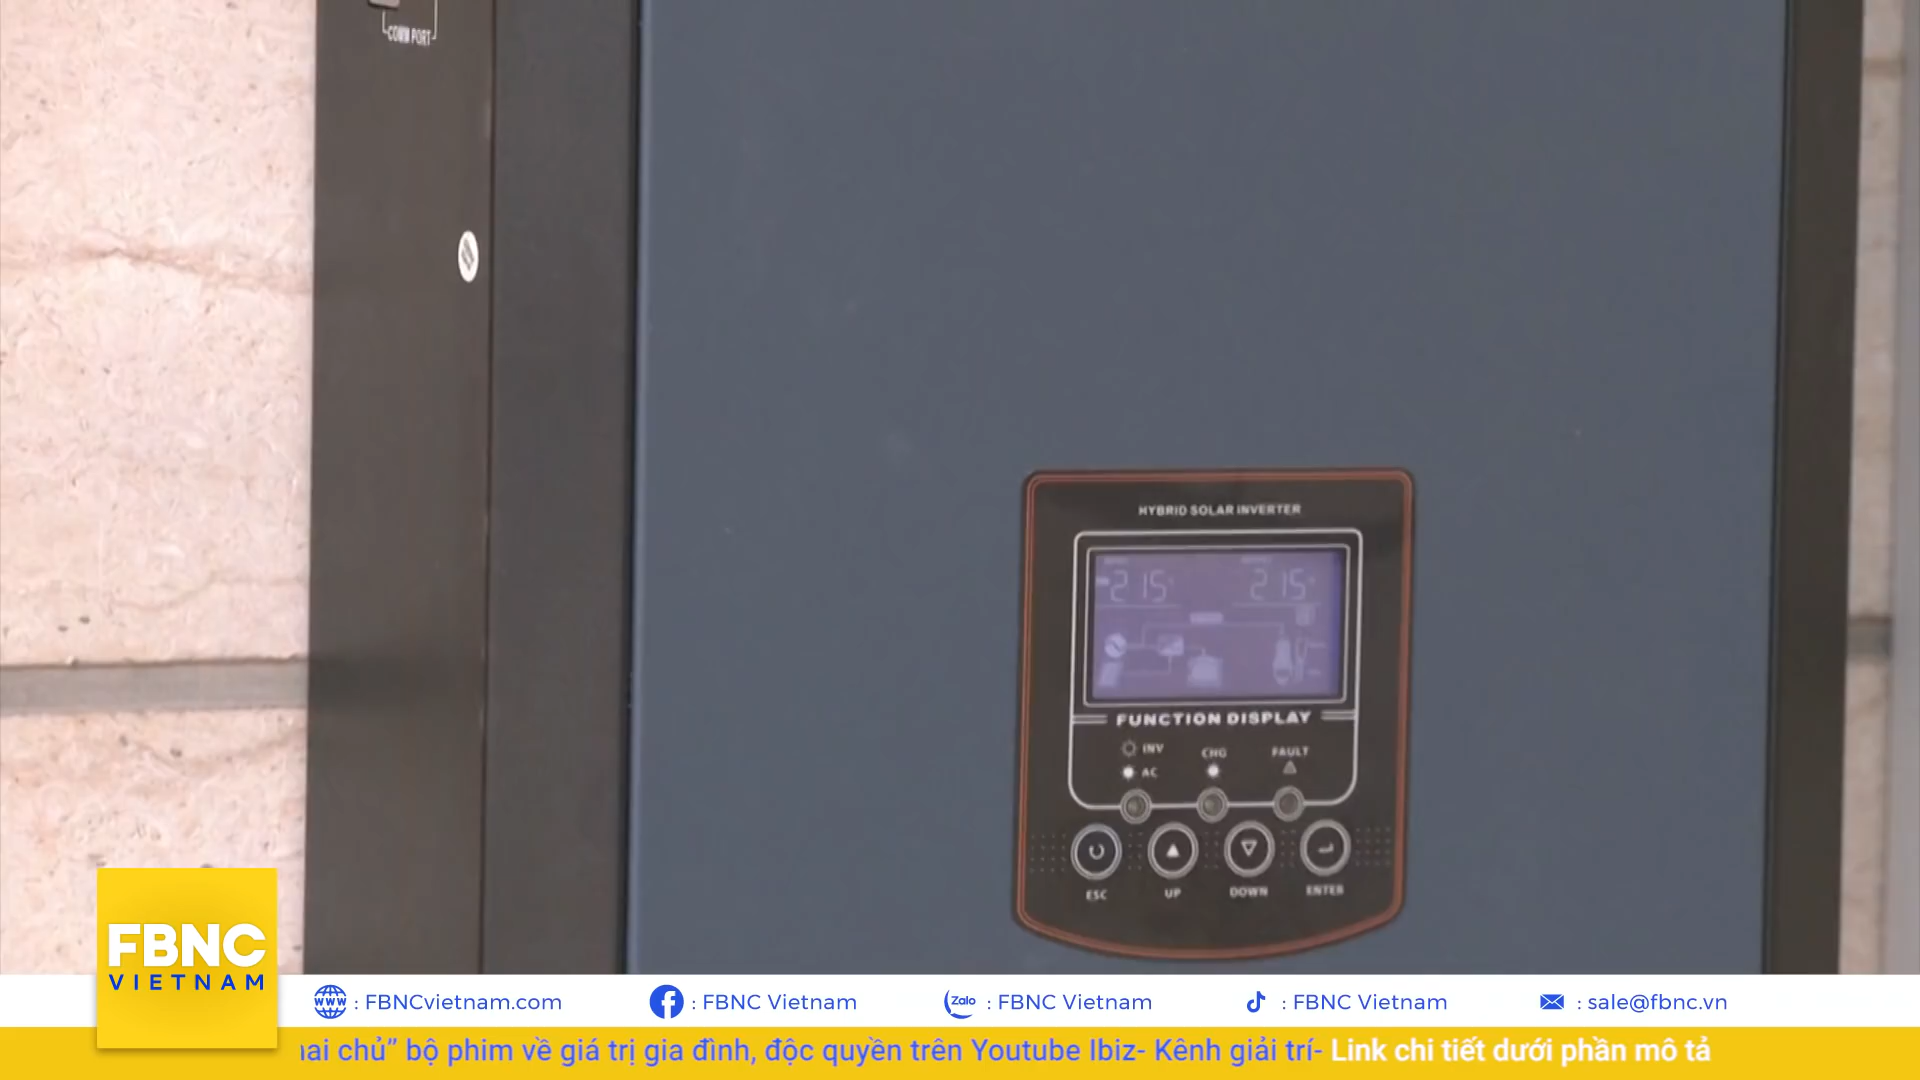 COMM PORT
HYBRID SOLAR INVERTER
215 215
FUNCTION DISPLAY
INV CHG FAULT
AC
ESC UP DOWN ENTER
FBNC
VIETNAM
www : FBNCvietnam.com : FBNC Vietnam Zalo : FBNC Vietnam : FBNC Vietnam : sale@fbnc.vn
chủ” bộ phim về giá trị gia đình, độc quyền trên Youtube Ibiz- Kênh giải trí- Link chi tiết dưới phần mô tả